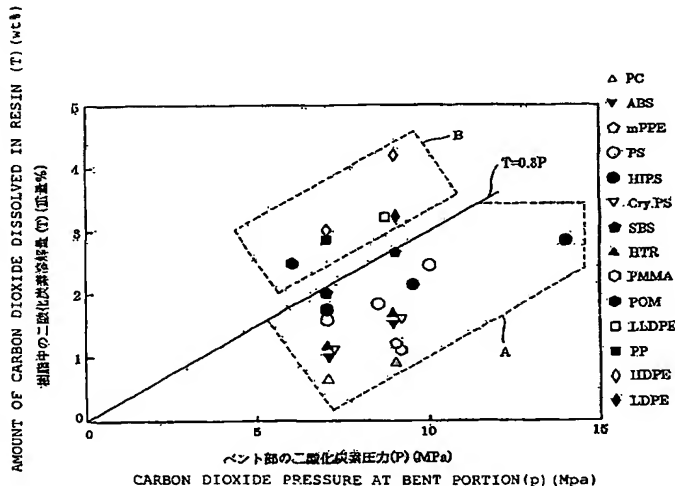 AMOUNT OF CARBON DIOXIDE DISSOLVED IN RESIN (T) (wt%)
樹脂中の二酸化炭素溶解量(T) (重量%)
5
4
3
2
1
0
B
T=0.3P
A
0
5
10
15
ベント部の二酸化炭素圧力(P) (MPa)
CARBON DIOXIDE PRESSURE AT BENT PORTION(p) (Mpa)
PC
ABS
mPPE
PS
HIPS
Cry.PS
SBS
BTR
PMMA
POM
LLDPE
PP
HDPE
LDPE